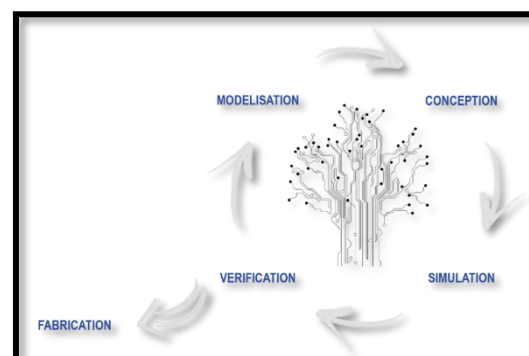 MODELISATION
CONCEPTION
VERIFICATION
SIMULATION
FABRICATION